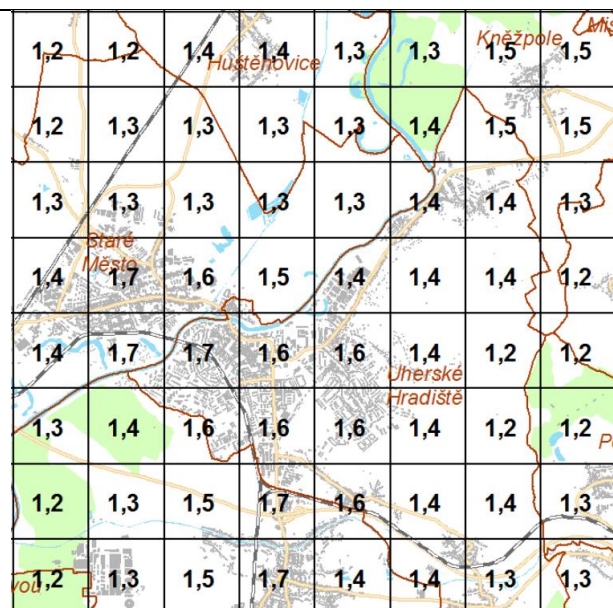 1,2 1,2 1,4 1,4 1,3 1,3 1,5 1,5
Huštěnovice
Kněžpole
1,2 1,3 1,3 1,3 1,3 1,4 1,5 1,5
1,3 1,3 1,3 1,3 1,3 1,4 1,4 1,3
Staré
Město
1,4 1,7 1,6 1,5 1,4 1,4 1,4 1,2
1,4 1,7 1,7 1,6 1,6 1,4 1,2 1,2
Uherské
Hradiště
1,3 1,4 1,6 1,6 1,6 1,4 1,2 1,2
1,2 1,3 1,5 1,7 1,6 1,4 1,4 1,3
1,2 1,3 1,5 1,7 1,4 1,4 1,3 1,3
vou